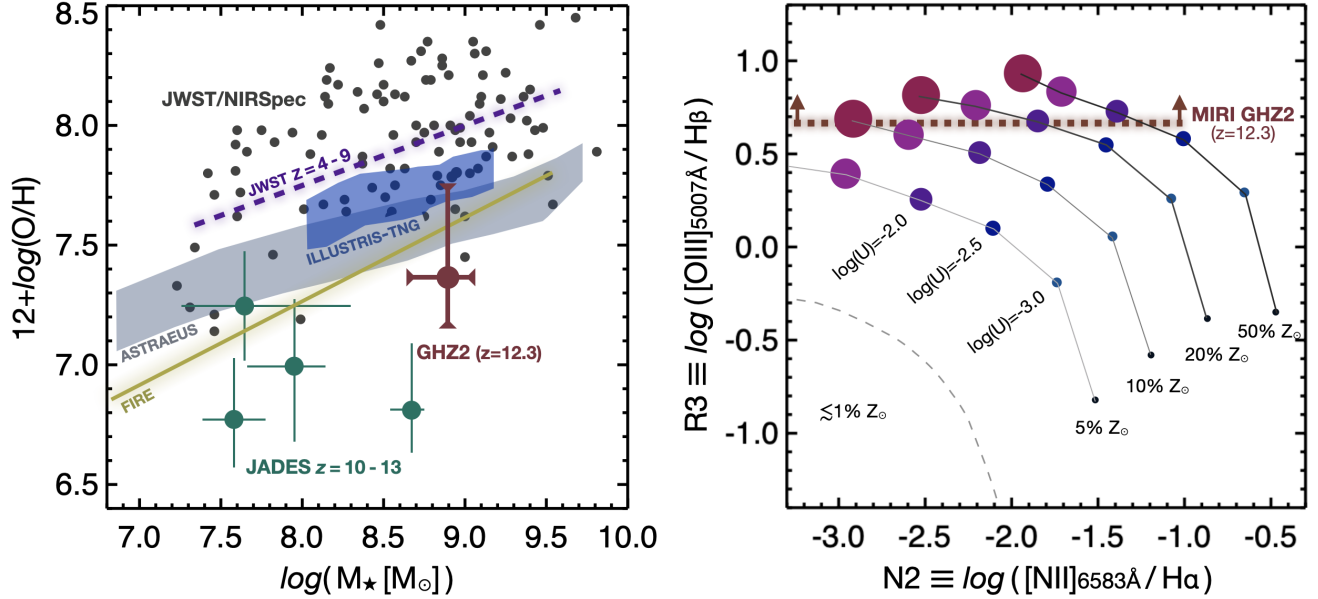 8.5
8.0
7.5
7.0
6.5
12+log(O/H)
JWST/NIRSpec
JWST Z = 4 - 9
ILLUSTRIS-TNG
ASTRAEUS
FIRE
GHZ2 (z=12.3)
JADES z = 10 - 13
7.0 7.5 8.0 8.5 9.0 9.5 10.0
log(M★ [M⊙])
1.0
0.5
0.0
-0.5
-1.0
R3 ≡ log ([OIII]5007Å / Hβ)
MIRI GHZ2
(z=12.3)
log(U)=-2.0
log(U)=-2.5
log(U)=-3.0
50% Z⊙
20% Z⊙
10% Z⊙
5% Z⊙
≲1% Z⊙
-3.0 -2.5 -2.0 -1.5 -1.0 -0.5
N2 ≡ log ([NII]6583Å / Hα)